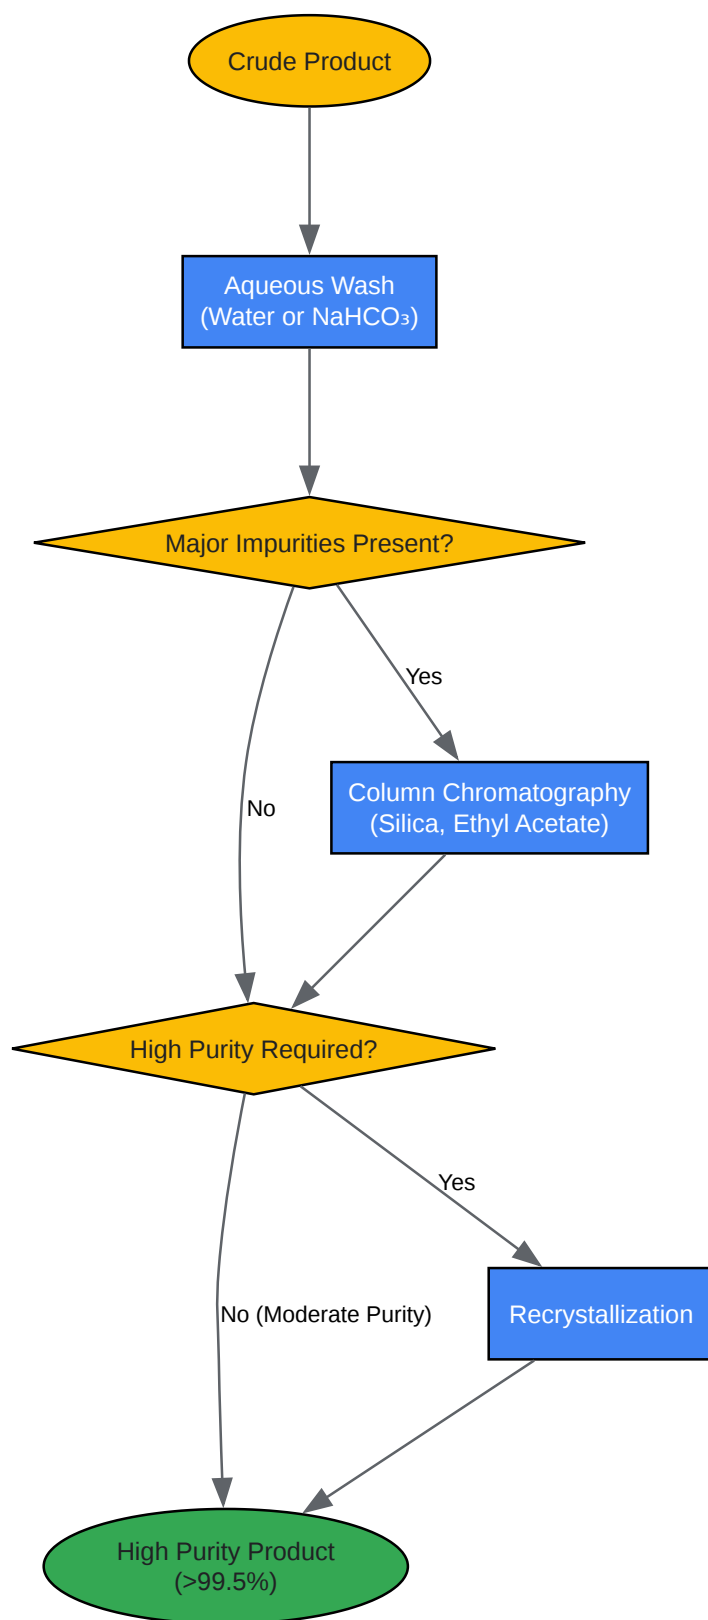 Crude Product
Aqueous Wash
(Water or NaHCO₃)
Major Impurities Present?
Yes
Column Chromatography
(Silica, Ethyl Acetate)
No
High Purity Required?
Yes
No (Moderate Purity)
Recrystallization
High Purity Product
(>99.5%)